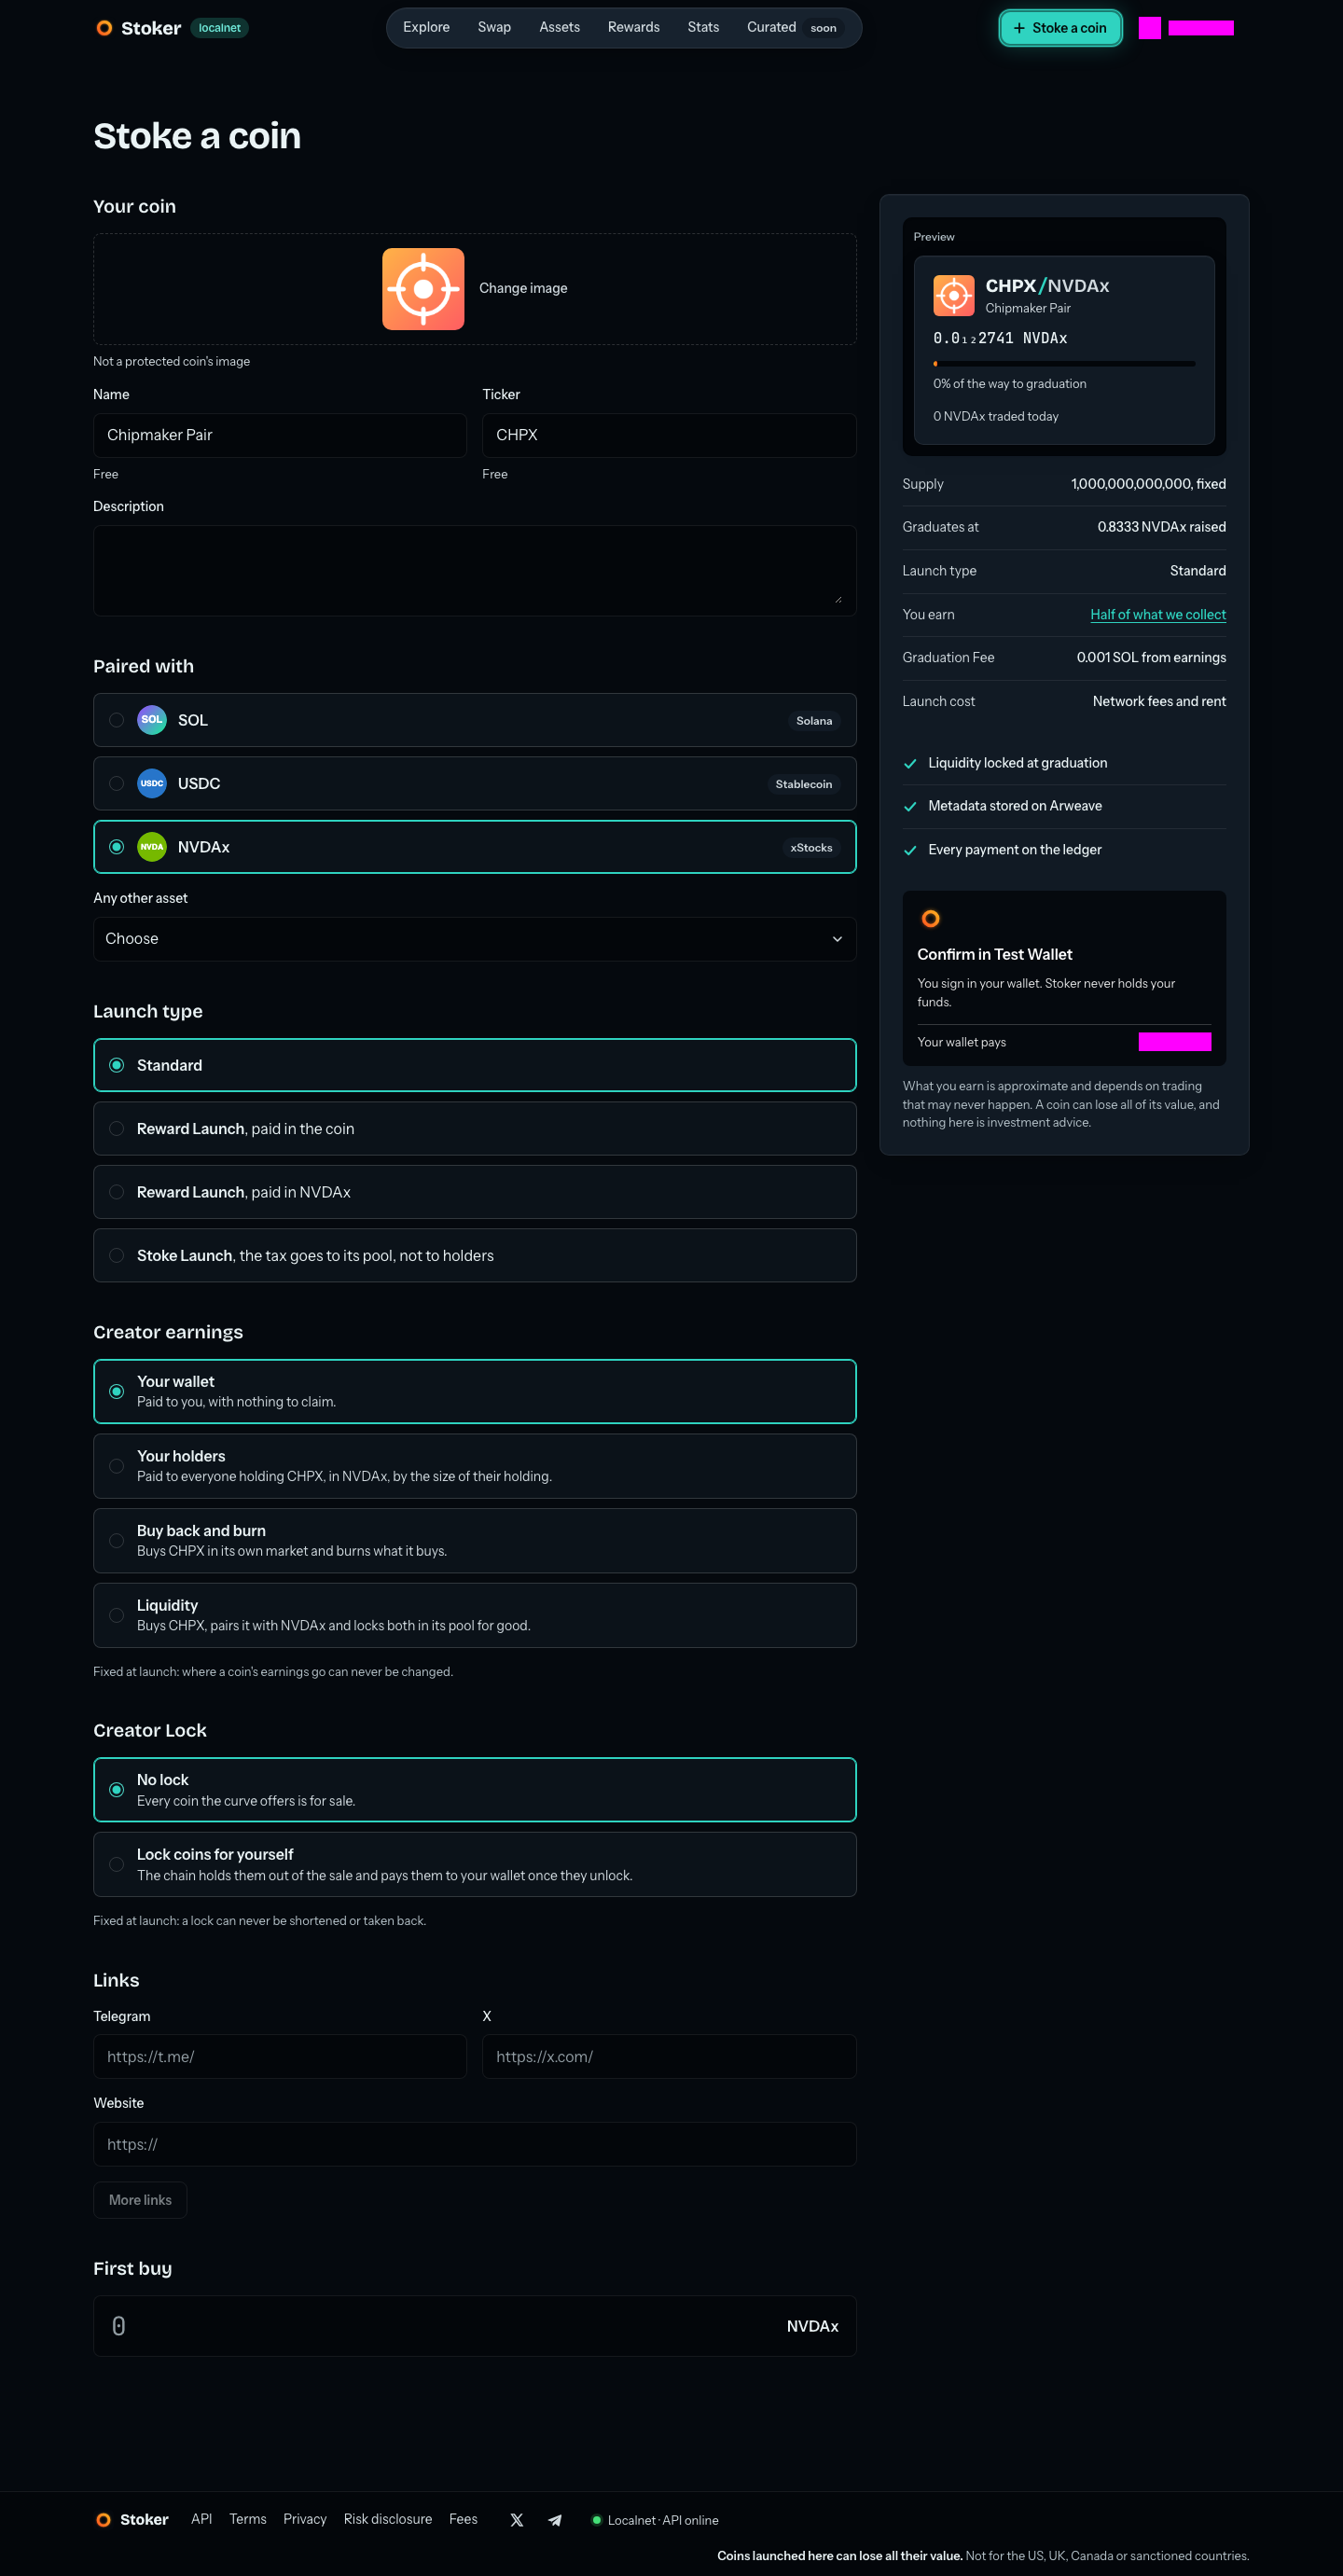 Stoker localnet Explore Swap Assets Rewards Stats Curated soon + Stoke a coin
Stoke a coin
Your coin
Change image
Not a protected coin's image
Name Ticker
Chipmaker Pair CHPX
Free Free
Description
Paired with
SOL SOL Solana
USDC USDC Stablecoin
NVDA NVDAx xStocks
Any other asset
Choose
Launch type
Standard
Reward Launch, paid in the coin
Reward Launch, paid in NVDAx
Stoke Launch, the tax goes to its pool, not to holders
Creator earnings
Your wallet
Paid to you, with nothing to claim.
Your holders
Paid to everyone holding CHPX, in NVDAx, by the size of their holding.
Buy back and burn
Buys CHPX in its own market and burns what it buys.
Liquidity
Buys CHPX, pairs it with NVDAx and locks both in its pool for good.
Fixed at launch: where a coin's earnings go can never be changed.
Creator Lock
No lock
Every coin the curve offers is for sale.
Lock coins for yourself
The chain holds them out of the sale and pays them to your wallet once they unlock.
Fixed at launch: a lock can never be shortened or taken back.
Links
Telegram X
https://t.me/ https://x.com/
Website
https://
More links
First buy
0 NVDAx
Preview
CHPX/NVDAx
Chipmaker Pair
0.0₁₂2741 NVDAx
0% of the way to graduation
0 NVDAx traded today
Supply 1,000,000,000,000, fixed
Graduates at 0.8333 NVDAx raised
Launch type Standard
You earn Half of what we collect
Graduation Fee 0.001 SOL from earnings
Launch cost Network fees and rent
Liquidity locked at graduation
Metadata stored on Arweave
Every payment on the ledger
Confirm in Test Wallet
You sign in your wallet. Stoker never holds your
funds.
Your wallet pays
What you earn is approximate and depends on trading
that may never happen. A coin can lose all of its value, and
nothing here is investment advice.
Stoker API Terms Privacy Risk disclosure Fees Localnet · API online
Coins launched here can lose all their value. Not for the US, UK, Canada or sanctioned countries.